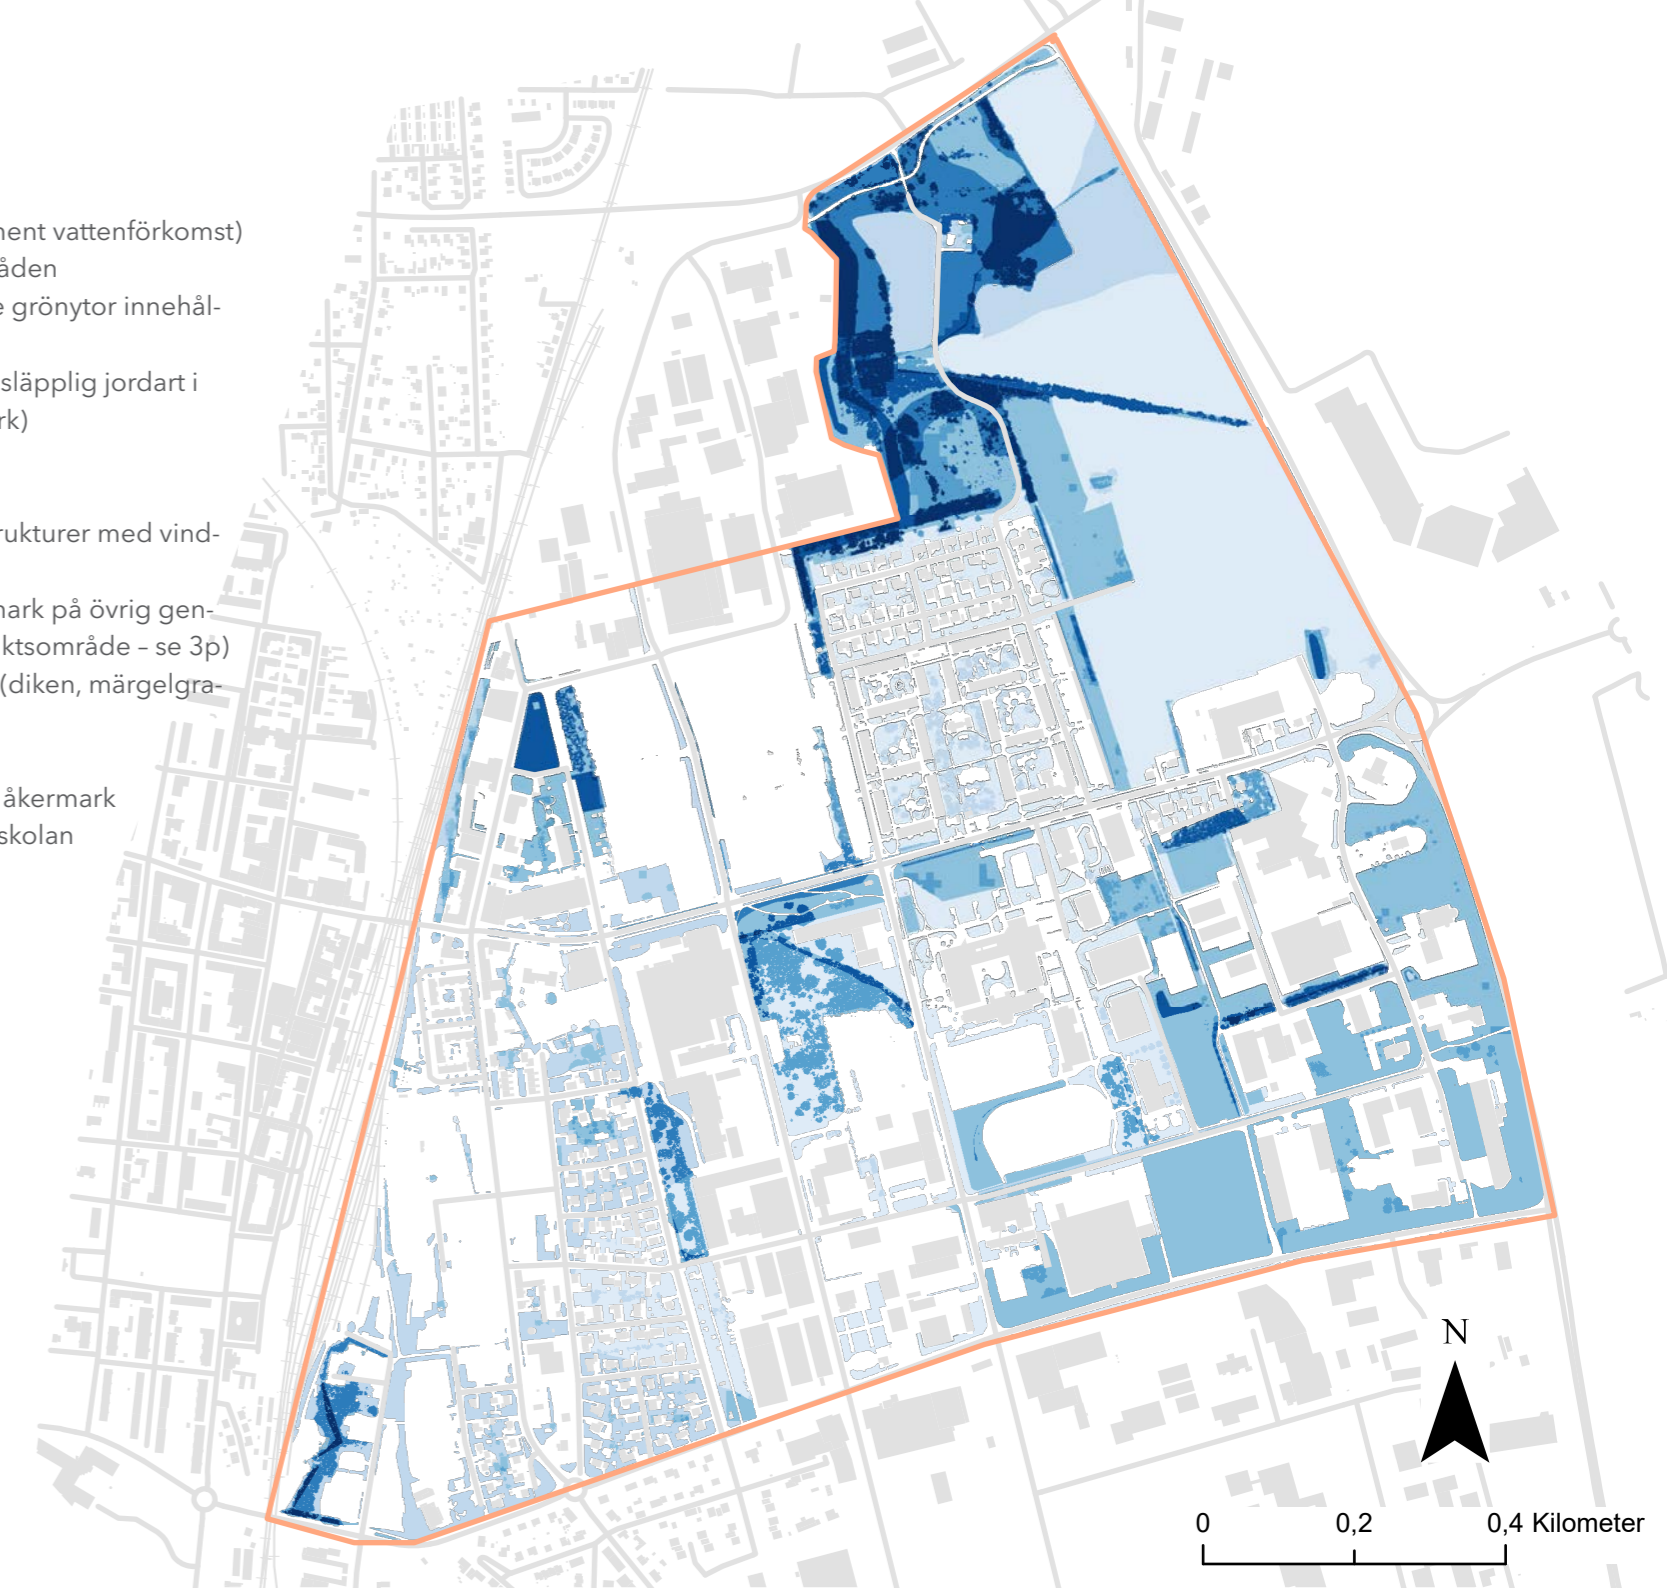 nent vattenförkomst)
åden
e grönytor innehål-
släpplig jordart i
rk)
rukturer med vind-
nark på övrig gen-
ktsområde – se 3p)
(diken, märgelgra-
åkermark
skolan
N
0 0,2 0,4 Kilometer